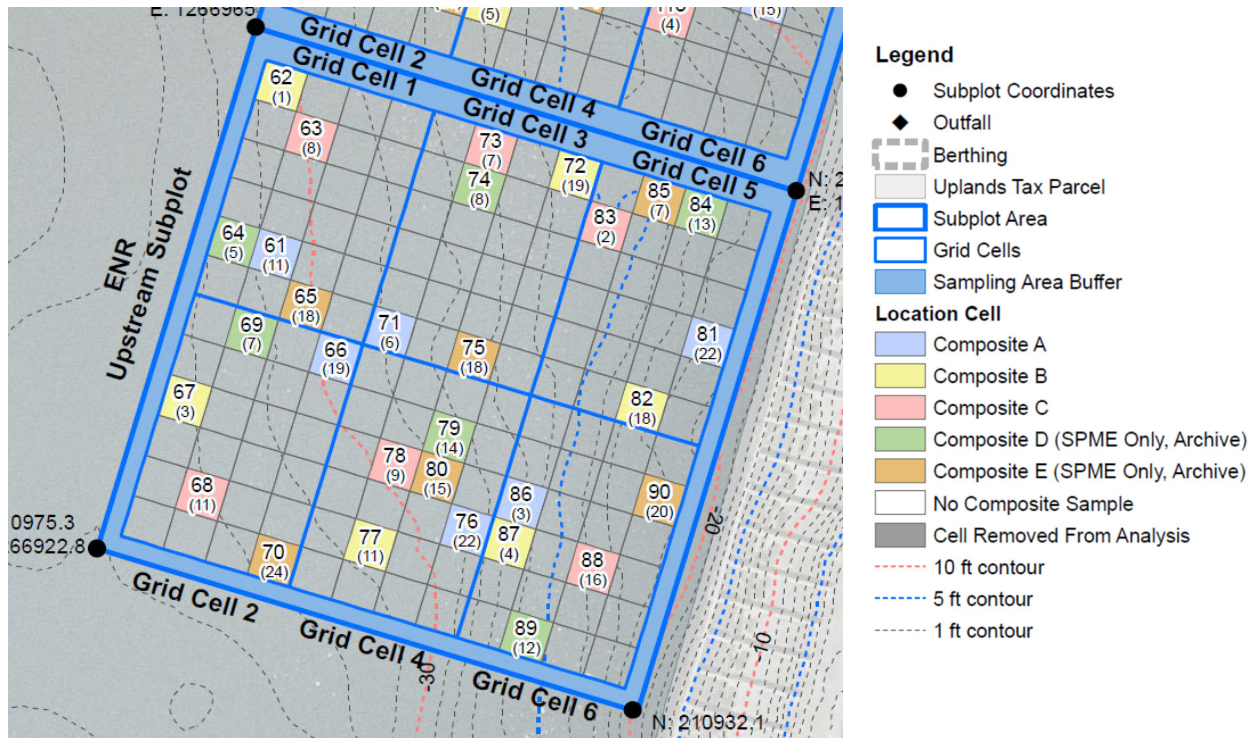 E: 1266965
(5)
(4)
(15)
Grid Cell 2
Grid Cell 4
Grid Cell 6
Grid Cell 1
Grid Cell 3
Grid Cell 5
N: 2
E: 1
ENR
Upstream Subplot
62
(1)
63
(8)
73
(7)
72
(19)
74
(8)
85
(7)
84
(13)
83
(2)
64
(5)
61
(11)
65
(18)
71
(6)
81
(22)
69
(7)
66
(19)
75
(18)
67
(3)
82
(18)
79
(14)
78
(9)
80
(15)
68
(11)
86
(3)
90
(20)
76
(22)
87
(4)
77
(11)
70
(24)
88
(16)
89
(12)
-20
-10
-30
0975.3
266922.8
Grid Cell 2
Grid Cell 4
Grid Cell 6
N: 210932.1
Legend
Subplot Coordinates
Outfall
Berthing
Uplands Tax Parcel
Subplot Area
Grid Cells
Sampling Area Buffer
Location Cell
Composite A
Composite B
Composite C
Composite D (SPME Only, Archive)
Composite E (SPME Only, Archive)
No Composite Sample
Cell Removed From Analysis
10 ft contour
5 ft contour
1 ft contour